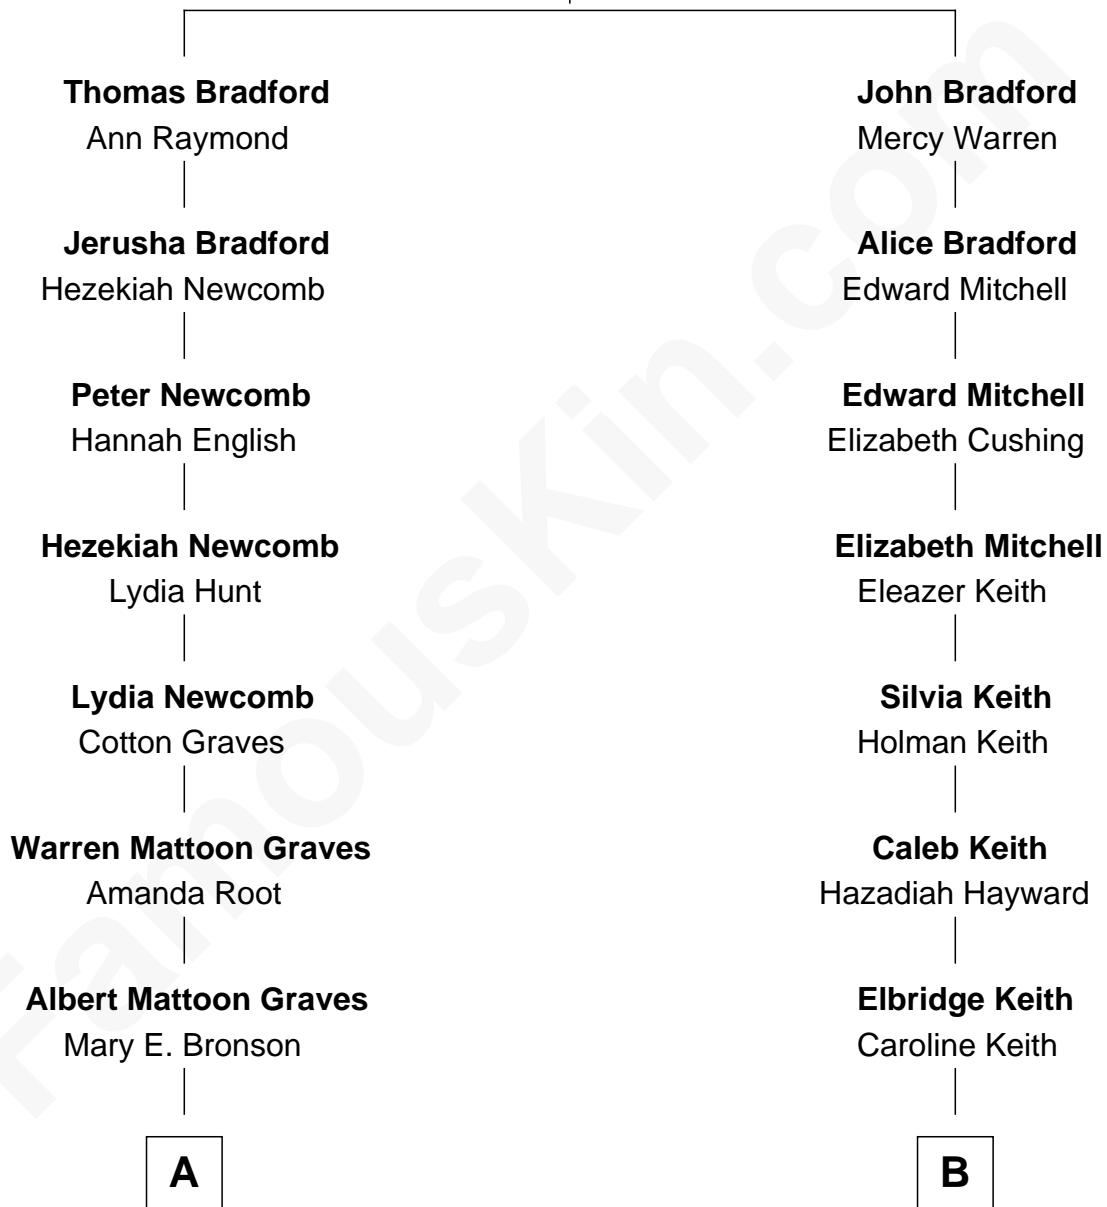 Thomas Bradford
Ann Raymond
Jerusha Bradford
Hezekiah Newcomb
Peter Newcomb
Hannah English
Hezekiah Newcomb
Lydia Hunt
Lydia Newcomb
Cotton Graves
Warren Mattoon Graves
Amanda Root
Albert Mattoon Graves
Mary E. Bronson
A
John Bradford
Mercy Warren
Alice Bradford
Edward Mitchell
Edward Mitchell
Elizabeth Cushing
Elizabeth Mitchell
Eleazer Keith
Silvia Keith
Holman Keith
Caleb Keith
Hazadiah Hayward
Elbridge Keith
Caroline Keith
B
FamousKin.com